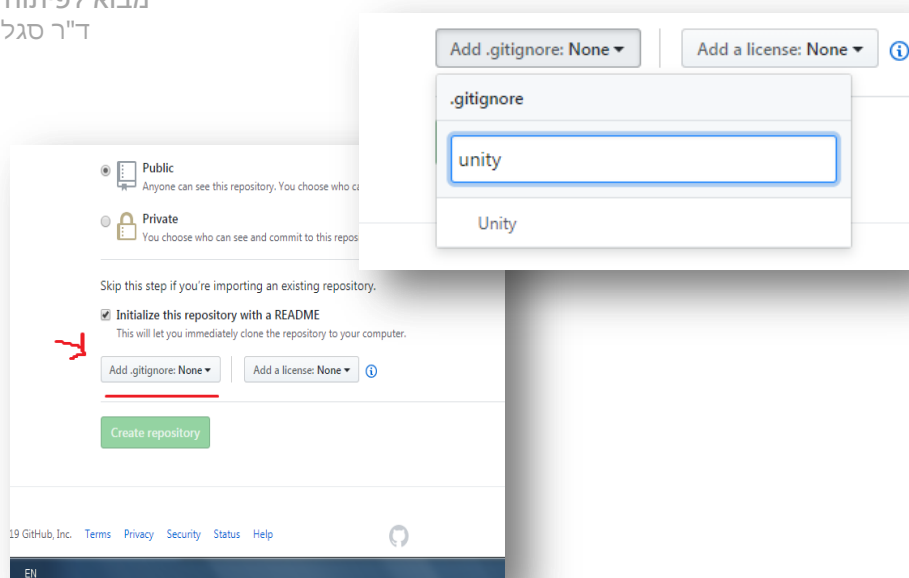 מבוא לפיתוח
ד"ר סגל
Add .gitignore: None
Add a license: None
.gitignore
unity
Unity
Public
Anyone can see this repository. You choose who
Private
You choose who can see and commit to this
Skip this step if you're importing an existing repository.
Initialize this repository with a README
This will let you immediately clone the repository to your computer.
Add .gitignore: None
Add a license: None
Create repository
19 GitHub, Inc. Terms Privacy Security Status Help
EN